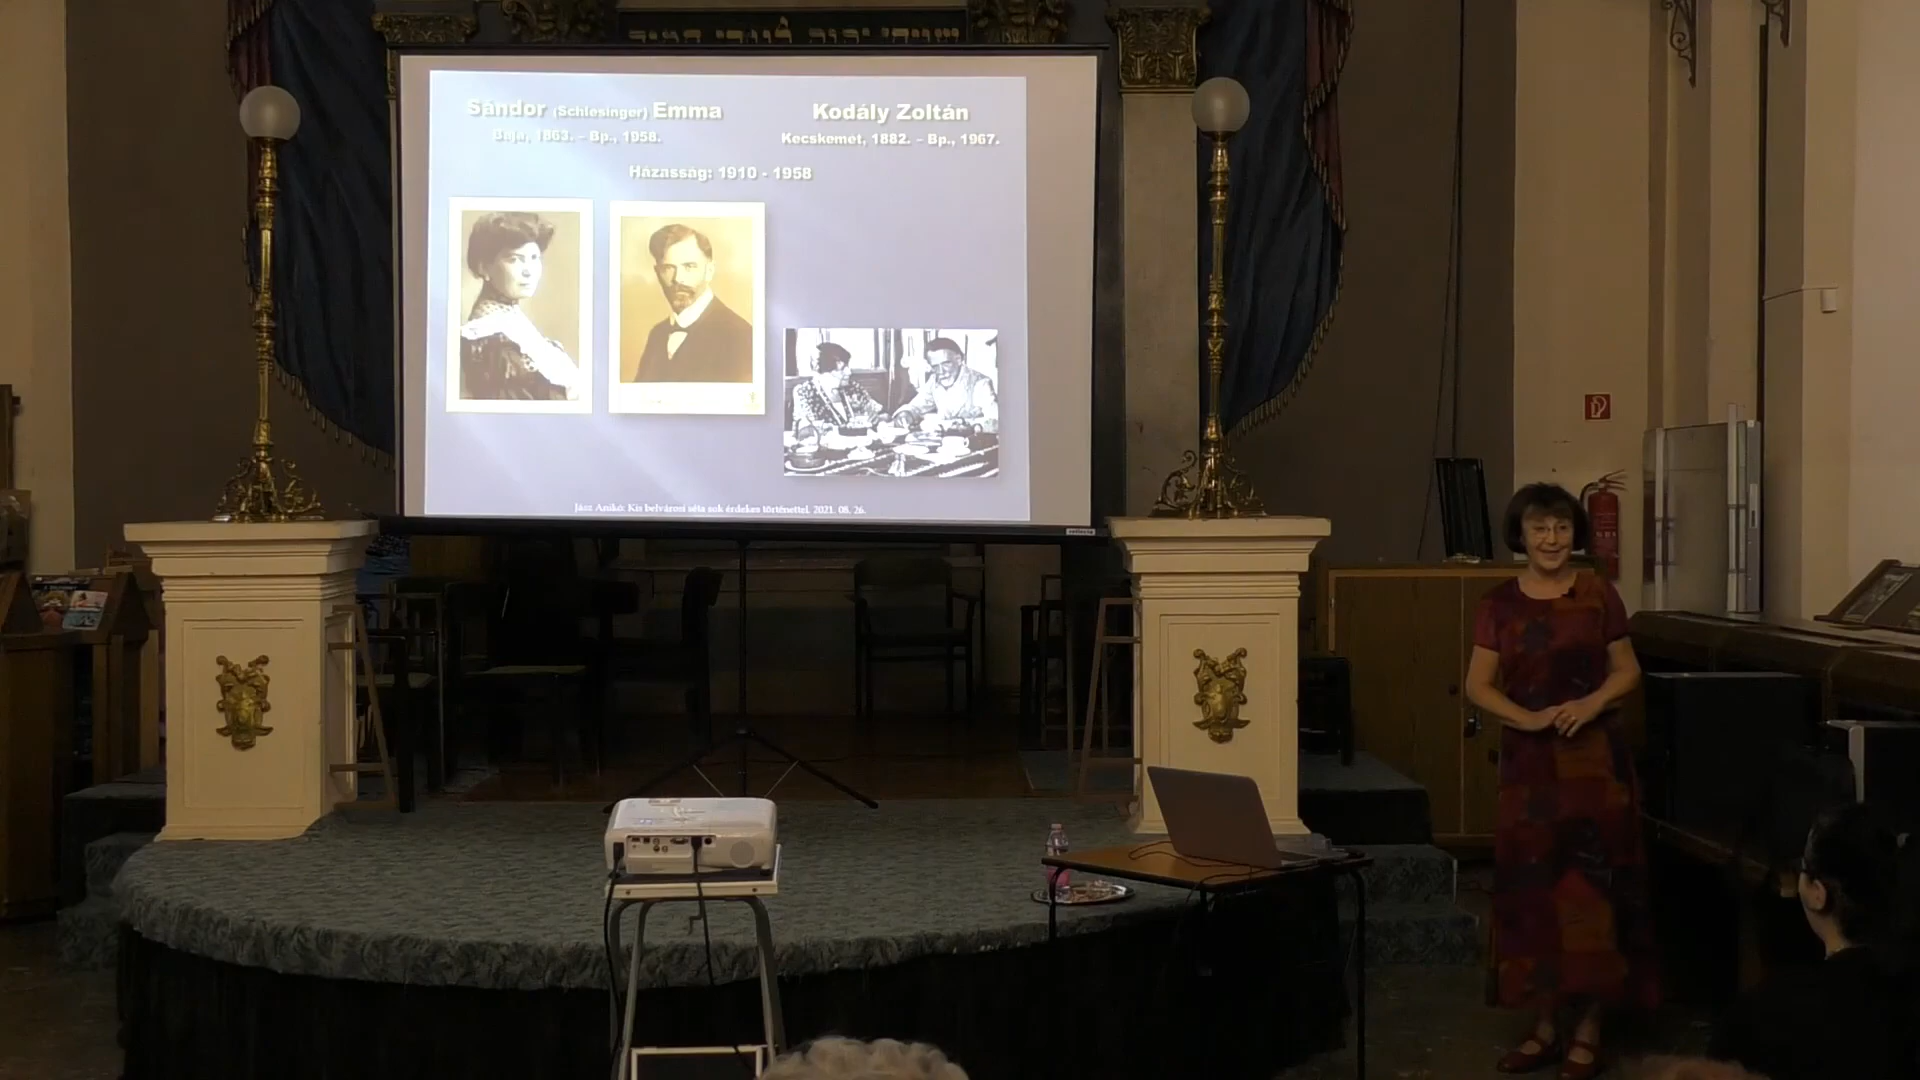 Sándor (Schlesinger) Emma
Baja, 1863. – Bp., 1958.
Kodály Zoltán
Kecskemét, 1882. – Bp., 1967.
Házasság: 1910 - 1958
Jász Anikó: Kis belvárosi séta sok érdekes történettel. 2021. 08. 26.